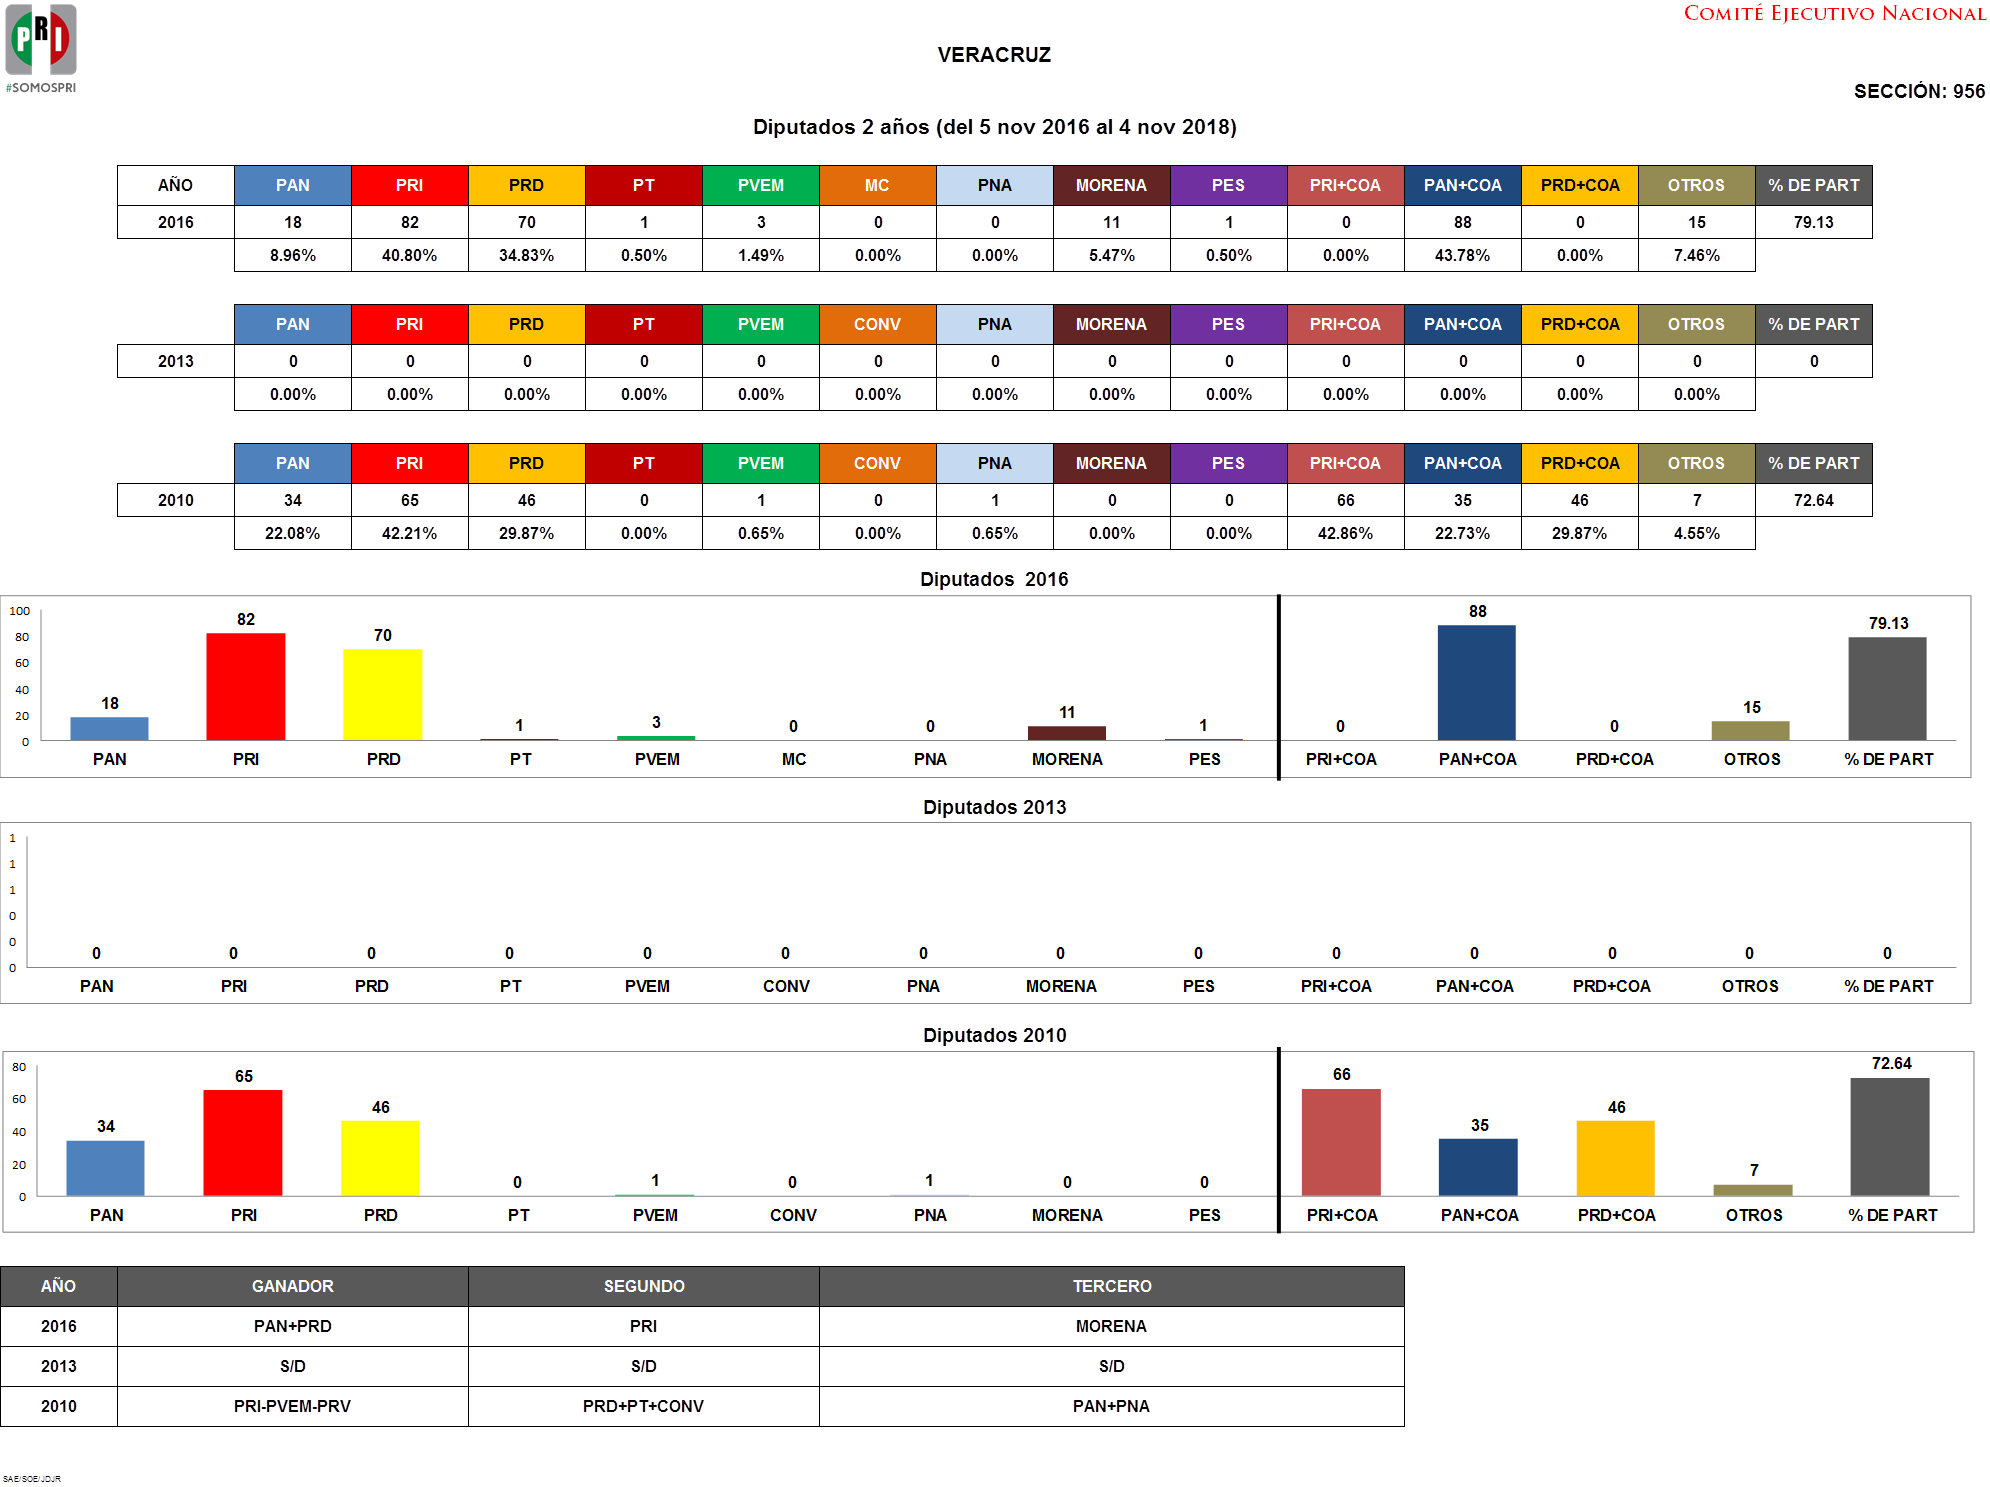 PRI
#SOMOSPRI
COMITÉ EJECUTIVO NACIONAL
VERACRUZ
SECCIÓN: 956
Diputados 2 años (del 5 nov 2016 al 4 nov 2018)
AÑO PAN PRI PRD PT PVEM MC PNA MORENA PES PRI+COA PAN+COA PRD+COA OTROS % DE PART
2016 18 82 70 1 3 0 0 11 1 0 88 0 15 79.13
8.96% 40.80% 34.83% 0.50% 1.49% 0.00% 0.00% 5.47% 0.50% 0.00% 43.78% 0.00% 7.46%
PAN PRI PRD PT PVEM CONV PNA MORENA PES PRI+COA PAN+COA PRD+COA OTROS % DE PART
2013 0 0 0 0 0 0 0 0 0 0 0 0 0 0
0.00% 0.00% 0.00% 0.00% 0.00% 0.00% 0.00% 0.00% 0.00% 0.00% 0.00% 0.00% 0.00%
PAN PRI PRD PT PVEM CONV PNA MORENA PES PRI+COA PAN+COA PRD+COA OTROS % DE PART
2010 34 65 46 0 1 0 1 0 0 66 35 46 7 72.64
22.08% 42.21% 29.87% 0.00% 0.65% 0.00% 0.65% 0.00% 0.00% 42.86% 22.73% 29.87% 4.55%
Diputados 2016
100
80
60
40
20
0
18 82 70 1 3 0 0 11 1 0 88 0 15 79.13
PAN PRI PRD PT PVEM MC PNA MORENA PES PRI+COA PAN+COA PRD+COA OTROS % DE PART
Diputados 2013
1
1
1
0
0
0
0 0 0 0 0 0 0 0 0 0 0 0 0 0
PAN PRI PRD PT PVEM CONV PNA MORENA PES PRI+COA PAN+COA PRD+COA OTROS % DE PART
Diputados 2010
80
60
40
20
0
34 65 46 0 1 0 1 0 0 66 35 46 7 72.64
PAN PRI PRD PT PVEM CONV PNA MORENA PES PRI+COA PAN+COA PRD+COA OTROS % DE PART
AÑO GANADOR SEGUNDO TERCERO
2016 PAN+PRD PRI MORENA
2013 S/D S/D S/D
2010 PRI-PVEM-PRV PRD+PT+CONV PAN+PNA
SAE/SOE/JDJR